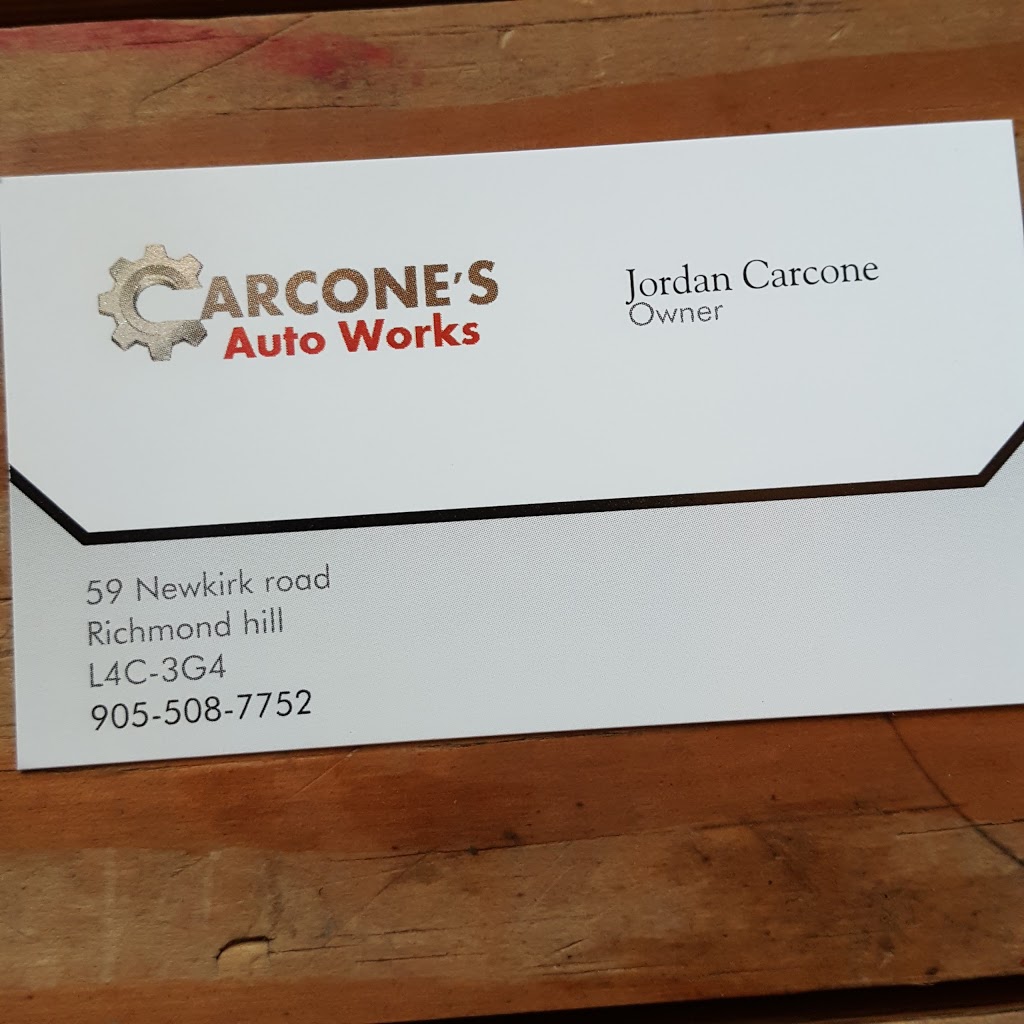 CARCONE'S
Auto Works
Jordan Carcone
Owner
59 Newkirk road
Richmond hill
L4C-3G4
905-508-7752